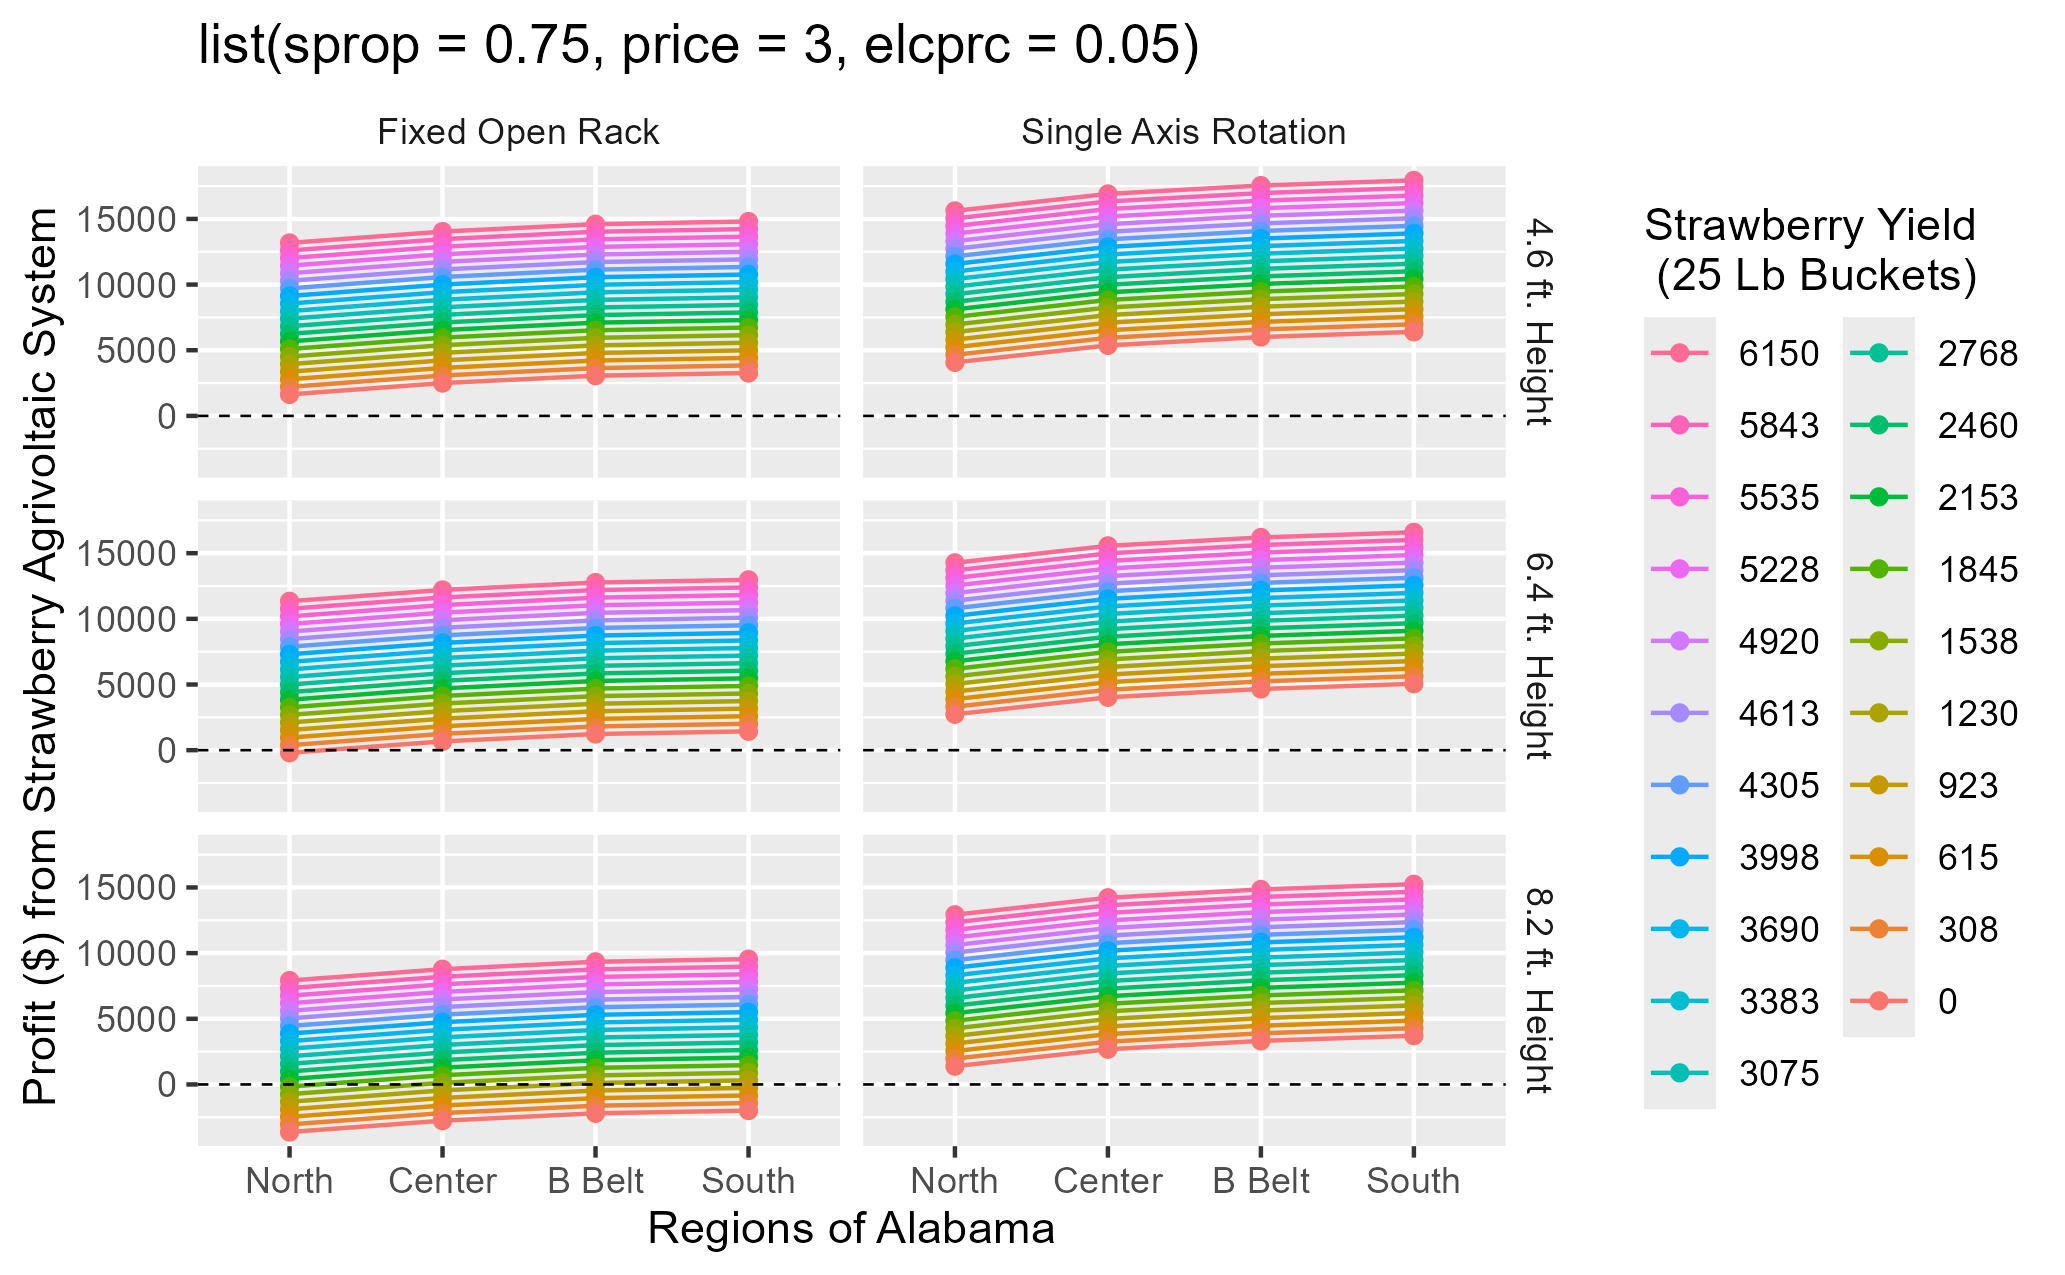 list(sprop = 0.75, price = 3, elcprc = 0.05)
Fixed Open Rack
Single Axis Rotation
Profit ($) from Strawberry Agrivoltaic System
15000
10000
5000
0
4.6 ft. Height
15000
10000
5000
0
6.4 ft. Height
15000
10000
5000
0
8.2 ft. Height
North Center B Belt South
North Center B Belt South
Regions of Alabama
Strawberry Yield
(25 Lb Buckets)
6150
5843
5535
5228
4920
4613
4305
3998
3690
3383
3075
2768
2460
2153
1845
1538
1230
923
615
308
0